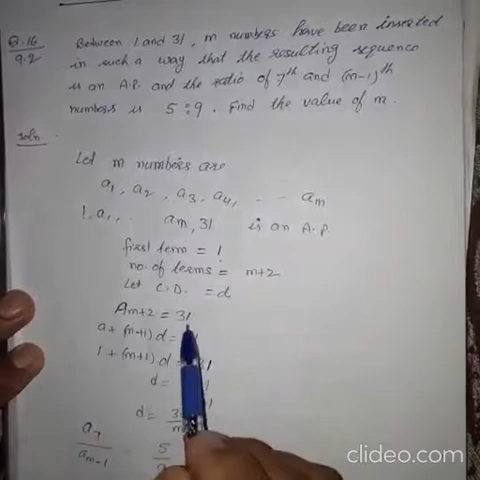 Q.16
9.2
Between 1 and 31, m numbers have been inserted
in such a way that the resulting sequence
is an A.P. and the ratio of 7th and (m-1)th
numbers is 5:9. Find the value of m.
Soln
Let m numbers are
a1, a2, a3, a4, - - am
1, a1, . . am, 31 is an A.P.
first term = 1
no. of terms = m+2
Let C.D. = d
Am+2 = 31
a + (m+1) d =
1 + (m+1) d = 31
d =
d =
a7 / am-1 5
clideo.com